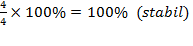 4/4 × 100% = 100% (stabil)